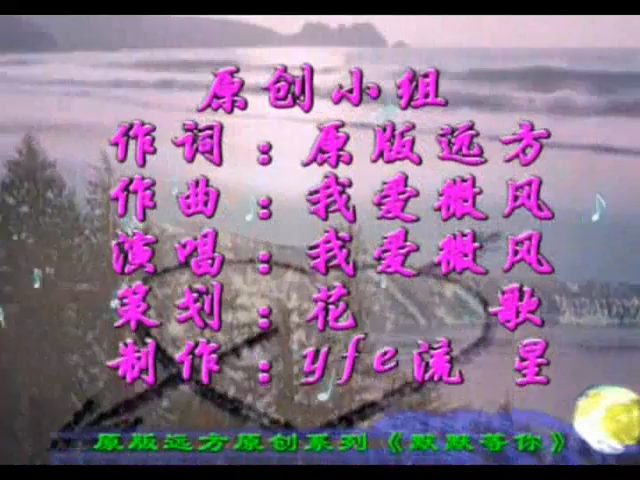 原创小组
作词：原版远方
作曲：我爱微风
演唱：我爱微风
策划：花 歌
制作：yfe流 星
原版远方原创系列《默默等你》